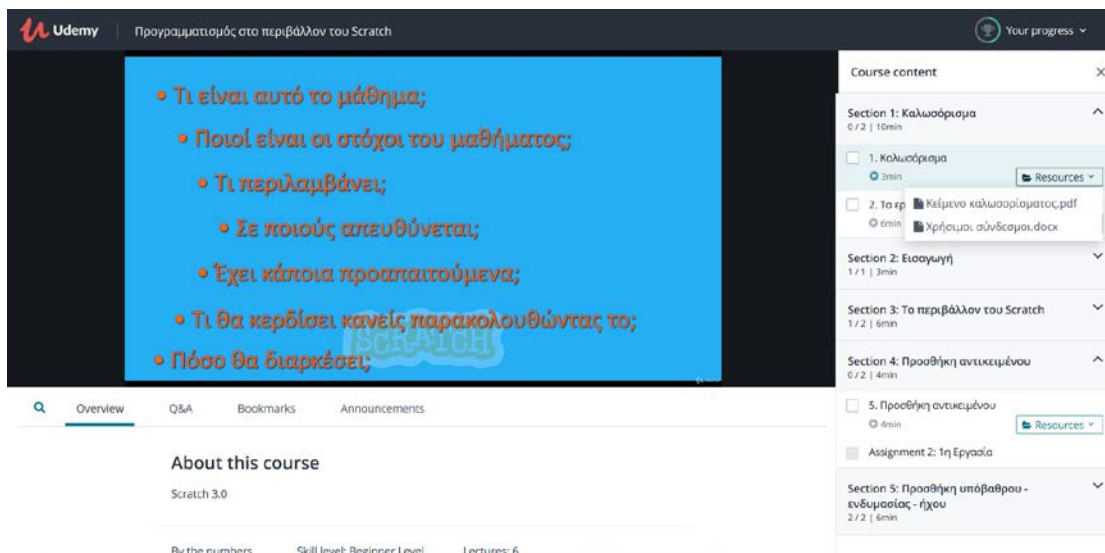 Udemy
Προγραμματισμός στο περιβάλλον του Scratch
Your progress
• Τι είναι αυτό το μάθημα;
• Ποιοί είναι οι στόχοι του μαθήματος;
• Τι περιλαμβάνει;
• Σε ποιούς απευθύνεται;
• Έχει κάποια προαπαιτούμενα;
• Τι θα κερδίσει κανείς παρακολουθώντας το;
• Πόσο θα διαρκέσει;
SCRATCH
Overview
Q&A
Bookmarks
Announcements
About this course
Scratch 3.0
By the numbers
Skill level: Beginner Level
Lectures: 6
Course content
Section 1: Καλωσόρισμα
0 / 2 | 10min
1. Καλωσόρισμα
3min
Resources
2. Τα
6min
Κείμενο καλωσορίσματος.pdf
Χρήσιμοι σύνδεσμοι.docx
Section 2: Εισαγωγή
1 / 1 | 3min
Section 3: Το περιβάλλον του Scratch
1 / 2 | 6min
Section 4: Προσθήκη αντικειμένου
0 / 2 | 4min
5. Προσθήκη αντικειμένου
4min
Resources
Assignment 2: 1η Εργασία
Section 5: Προσθήκη υπόβαθρου -
ενδυμασίας - ήχου
2 / 2 | 6min